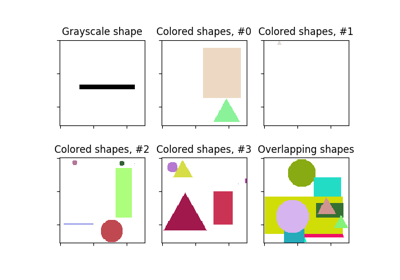 Grayscale shape
Colored shapes, #0
Colored shapes, #1
Colored shapes, #2
Colored shapes, #3
Overlapping shapes